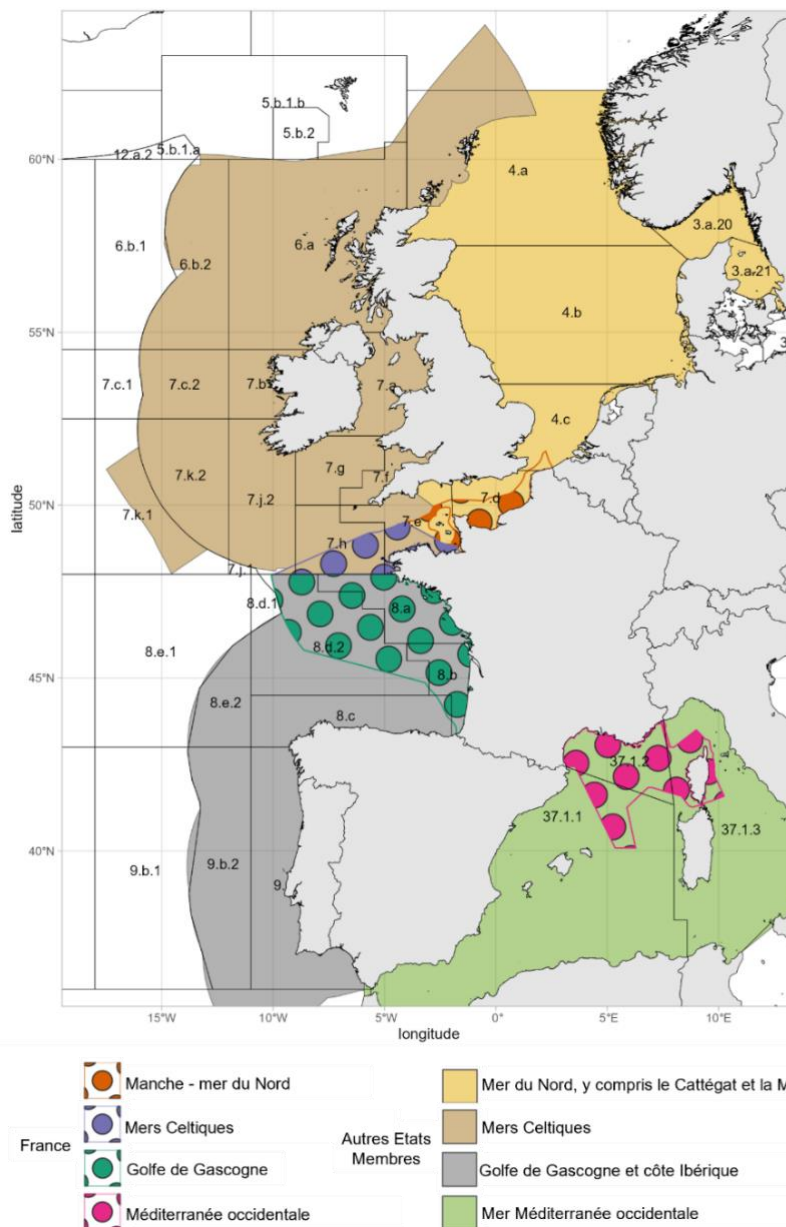 5.b.1.b
5.b.2
12.a.2
5.b.1.a
60°N
4.a
3.a.20
6.b.1
6.a
6.b.2
3.a.21
55°N
4.b
7.c.1
7.c.2
7.b
7.a
4.c
7.g
7.f
7.k.2
7.j.2
50°N
7.k.1
7.d
7.e
7.h
latitude
7.j.1
8.d.1
8.a
8.e.1
8.d.2
8.b
45°N
8.e.2
8.c
37.1.2
37.1.1
37.1.3
40°N
9.b.1
9.b.2
9.
15°W 10°W 5°W 0°E 5°E 10°E
longitude
France
Manche - mer du Nord
Mers Celtiques
Golfe de Gascogne
Méditerranée occidentale
Autres Etats
Membres
Mer du Nord, y compris le Cattégat et la M
Mers Celtiques
Golfe de Gascogne et côte Ibérique
Mer Méditerranée occidentale